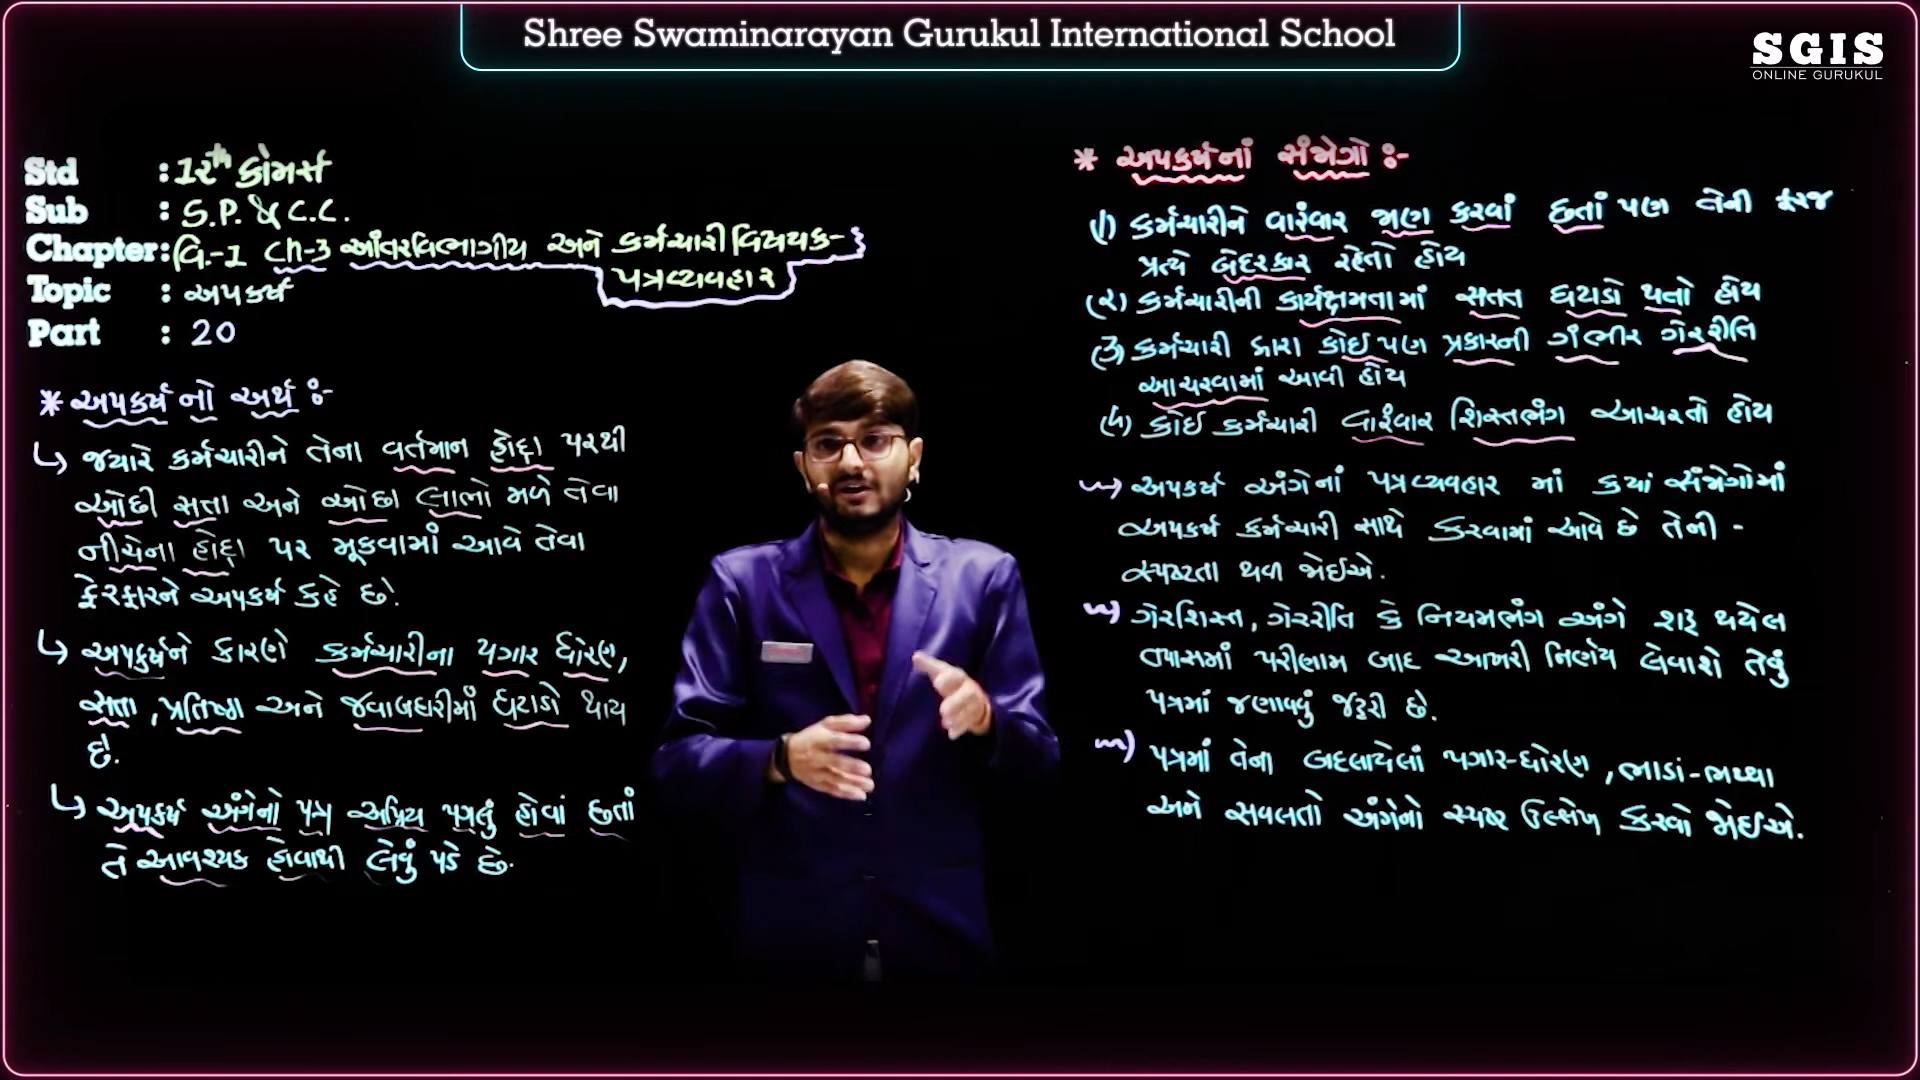 Shree Swaminarayan Gurukul International School
SGIS
ONLINE GURUKUL
Std : 12th કોમર્સ
Sub : S.P. & C.C.
Chapter: વિ.-1 Ch-3 આંતરવિભાગીય અને કર્મચારી વિષયક-
પત્રવ્યવહાર
Topic : અપકર્ષ
Part : 20
* અપકર્ષ નો અર્થ :-
↳ જ્યારે કર્મચારીને તેના વર્તમાન હોદ્દા પરથી
ઓછી સત્તા અને ઓછા લાભો મળે તેવા
નીચેના હોદ્દા પર મૂકવામાં આવે તેવા
ફેરફારને અપકર્ષ કહે છે.
↳ અપકર્ષને કારણે કર્મચારીના પગાર ધોરણ,
સત્તા, પ્રતિષ્ઠા અને જવાબદારીમાં ઘટાડો થાય
છે.
↳ અપકર્ષ અંગેનો પત્ર અપ્રિય પગલું હોવાં છતાં
તે આવશ્યક હોવાથી લેવું પડે છે.
* અપકર્ષનાં સંજોગો :-
(1) કર્મચારીને વારંવાર જાણ કરવાં છતાં પણ તેની ફરજ
પ્રત્યે બેદરકાર રહેતો હોય
(૨) કર્મચારીની કાર્યક્ષમતામાં સતત ઘટાડો થતો હોય
(૩) કર્મચારી દ્વારા કોઈ પણ પ્રકારની ગંભીર ગેરરીતિ
આચરવામાં આવી હોય
(૪) કોઈ કર્મચારી વારંવાર શિસ્તભંગ આચરતો હોય
અપકર્ષ અંગેનાં પત્રવ્યવહાર માં કયાં સંજોગોમાં
અપકર્ષ કર્મચારી સાથે કરવામાં આવે છે તેની -
સ્પષ્ટતા થવી જોઈએ.
ગેરશિસ્ત, ગેરરીતિ કે નિયમભંગ અંગે શરૂ થયેલ
તપાસમાં પરીણામ બાદ આખરી નિર્ણય લેવાશે તેવું
પત્રમાં જણાવવું જરૂરી છે.
પત્રમાં તેના બદલાયેલાં પગાર-ધોરણ, ભાડાં-ભથ્થા
અને સવલતો અંગેનો સ્પષ્ટ ઉલ્લેખ કરવો જોઈએ.